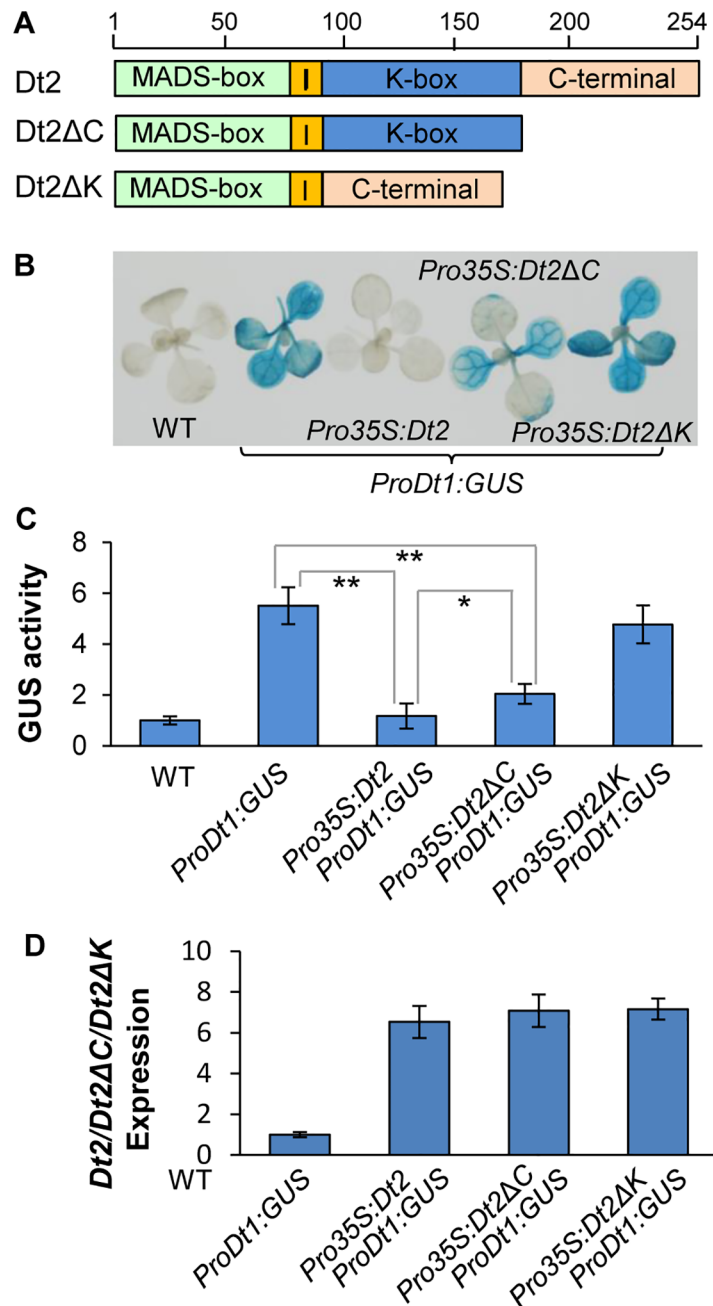 A
1 50 100 150 200 254
Dt2 MADS-box I K-box C-terminal
Dt2ΔC MADS-box I K-box
Dt2ΔK MADS-box I C-terminal
B
Pro35S:Dt2ΔC
WT Pro35S:Dt2 Pro35S:Dt2ΔK
ProDt1:GUS
C
GUS activity
8
6
4
2
0
**
**
*
WT
ProDt1:GUS
Pro35S:Dt2
ProDt1:GUS
Pro35S:Dt2ΔC
ProDt1:GUS
Pro35S:Dt2ΔK
ProDt1:GUS
D
Dt2/Dt2ΔC/Dt2ΔK
Expression
10
8
6
4
2
0
WT
ProDt1:GUS
Pro35S:Dt2
ProDt1:GUS
Pro35S:Dt2ΔC
ProDt1:GUS
Pro35S:Dt2ΔK
ProDt1:GUS